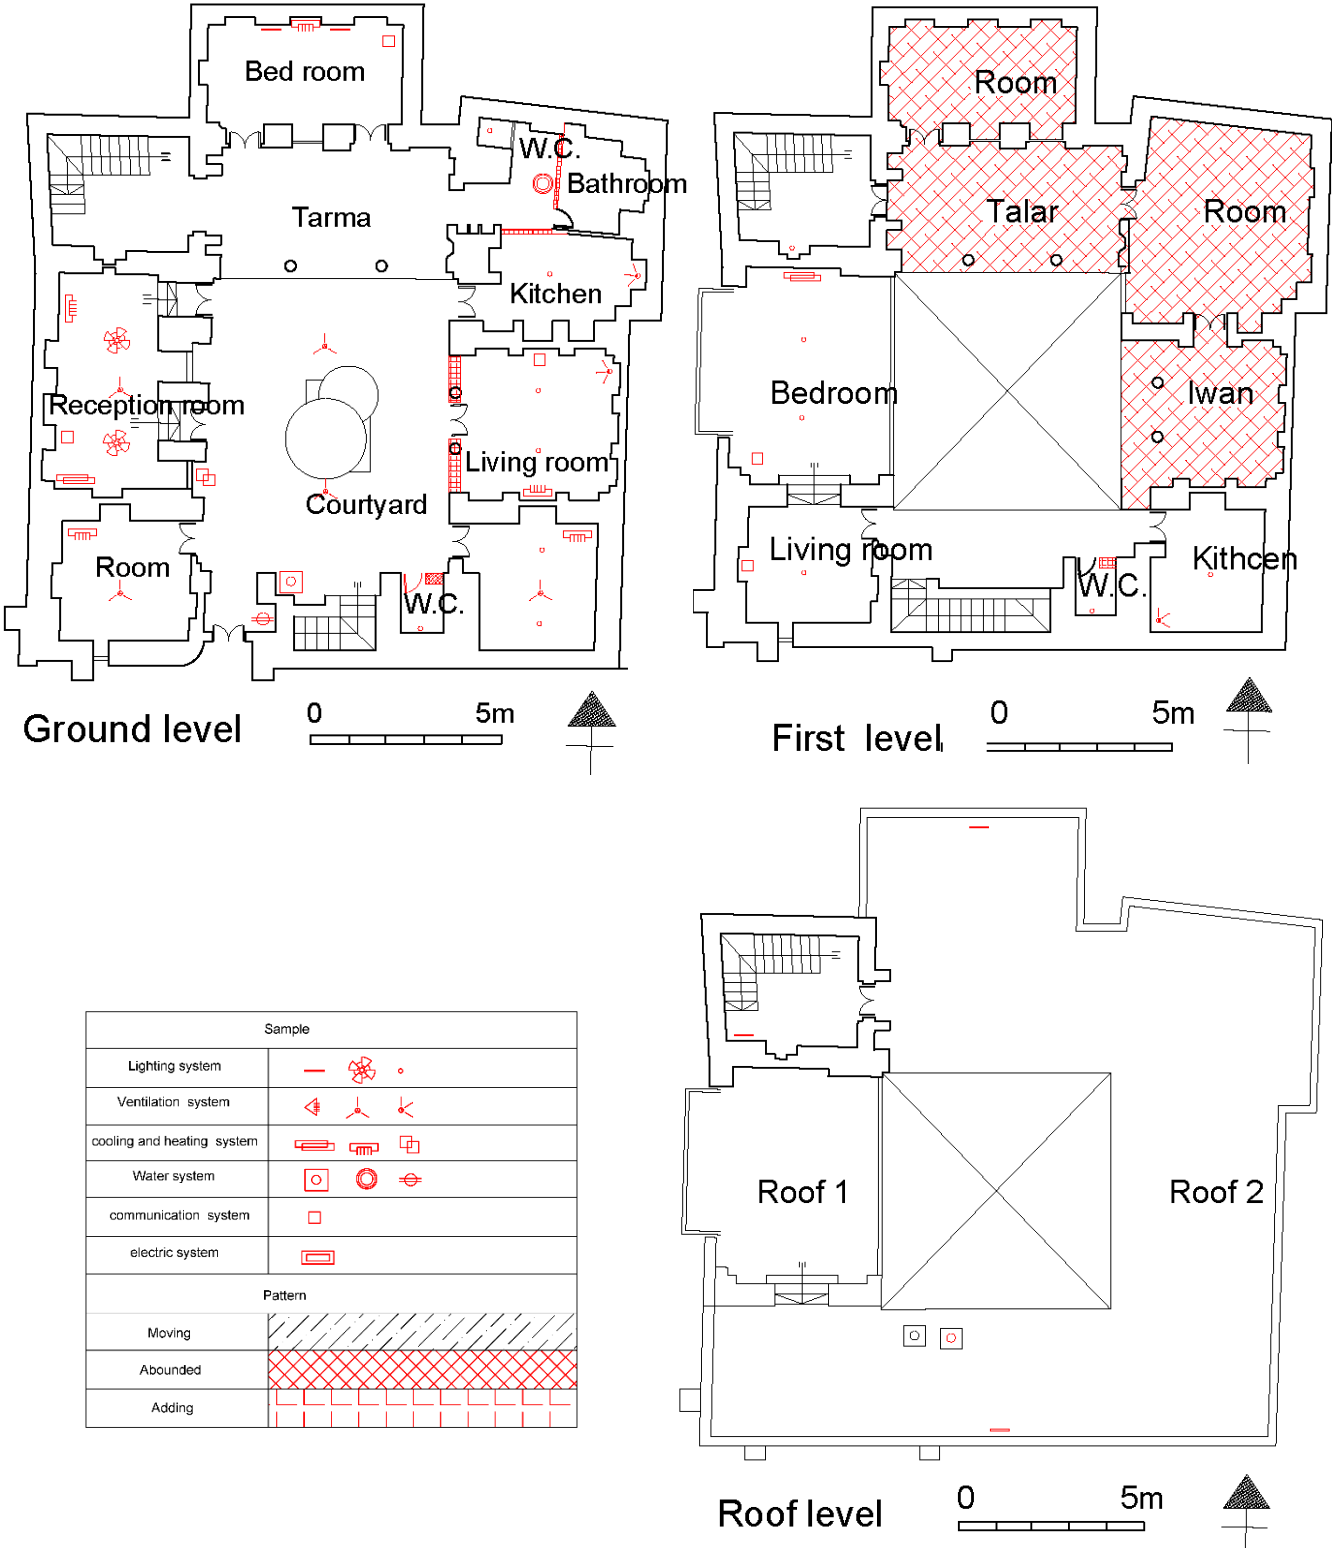 Bed room
W.C.
Bathroom
Tarma
Kitchen
Reception room
Living room
Courtyard
Room
W.C.
Ground level
0 5m
Room
Talar
Room
Bedroom
Iwan
Living room
Kithcen
W.C.
First level
0 5m
Sample
Lighting system
Ventilation system
cooling and heating system
Water system
communication system
electric system
Pattern
Moving
Abounded
Adding
Roof 1
Roof 2
Roof level
0 5m